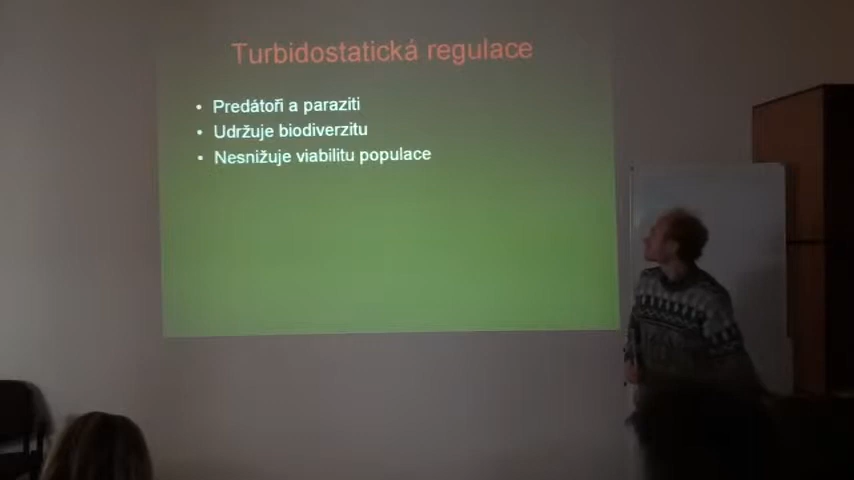 Turbidostatická regulace
• Predátoři a paraziti
• Udržuje biodiverzitu
• Nesnižuje viabilitu populace